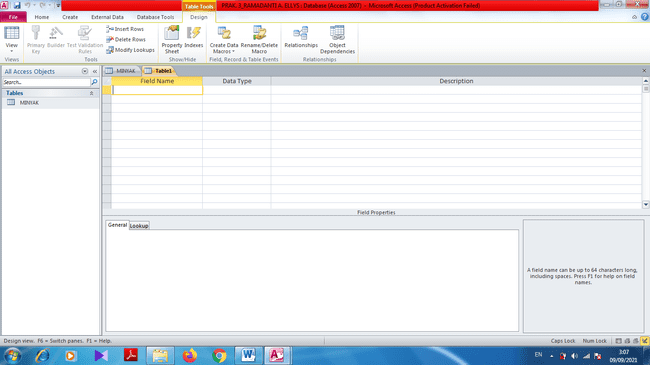 Table Tools
PRAK_3_RAMADANTI A. ELLYS : Database (Access 2007) - Microsoft Access (Product Activation Failed)
File Home Create External Data Database Tools Design
View
Primary Key
Builder
Test Validation Rules
Insert Rows
Delete Rows
Modify Lookups
Property Sheet
Indexes
Create Data Macros
Rename/Delete Macro
Relationships
Object Dependencies
Views Tools Show/Hide Field, Record & Table Events Relationships
All Access Objects
Search...
Tables
MINYAK
MINYAK Table1
Field Name Data Type Description
Field Properties
General Lookup
A field name can be up to 64 characters long,
including spaces. Press F1 for help on field
names.
Design view. F6 = Switch panes. F1 = Help.
Caps Lock Num Lock
EN
3:07
09/09/2021